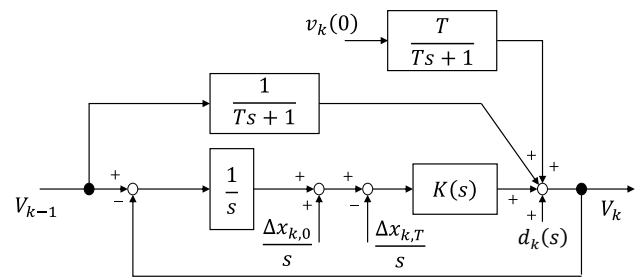 v_k(0)
T
Ts + 1
1
Ts + 1
+
+
V_{k−1}
+
−
1
s
+
+
+
−
K(s)
+
+
V_k
Δx_{k,0}
s
Δx_{k,T}
s
d_k(s)